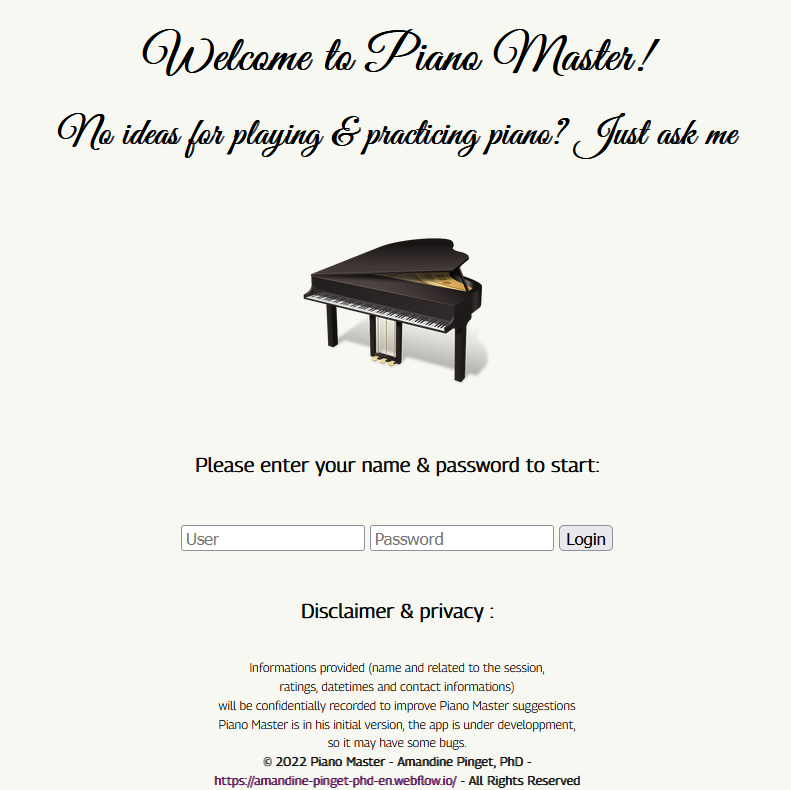 Welcome to Piano Master!
No ideas for playing & practicing piano? Just ask me
Please enter your name & password to start:
User Password Login
Disclaimer & privacy :
Informations provided (name and related to the session,
ratings, datetimes and contact informations)
will be confidentially recorded to improve Piano Master suggestions
Piano Master is in his initial version, the app is under developpment,
so it may have some bugs.
© 2022 Piano Master - Amandine Pinget, PhD -
https://amandine-pinget-phd-en.webflow.io/ - All Rights Reserved